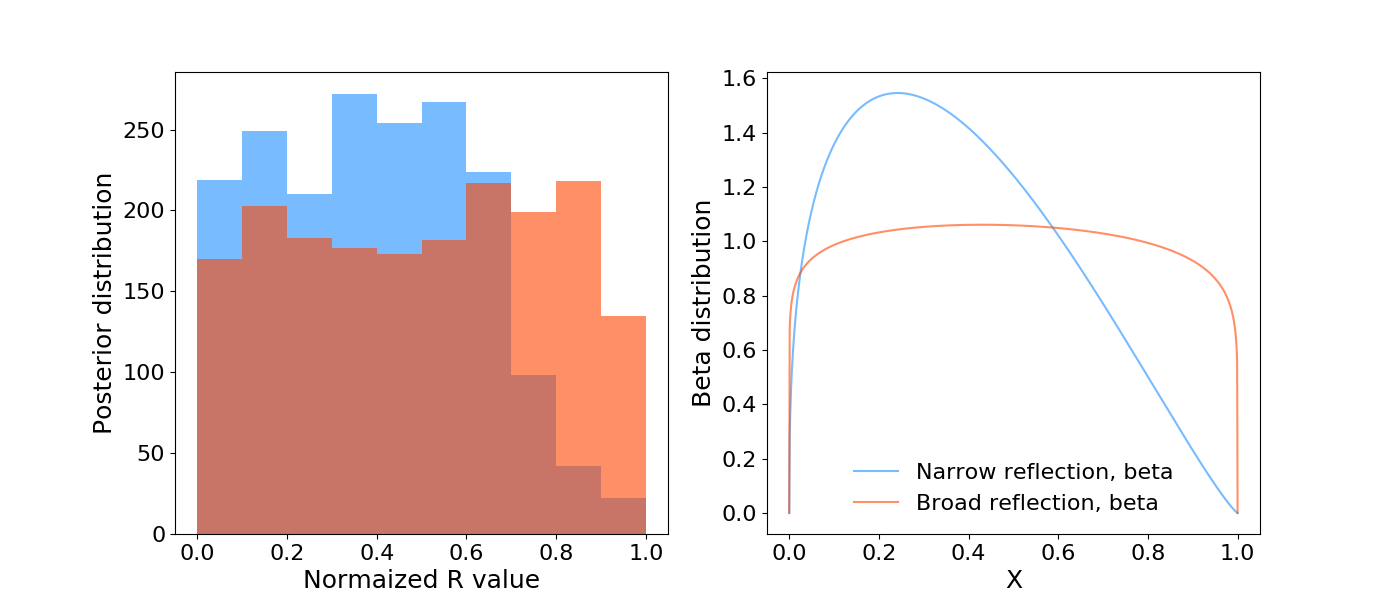 Posterior distribution
250
200
150
100
50
0
0.0 0.2 0.4 0.6 0.8 1.0
Normaized R value
Beta distribution
1.6
1.4
1.2
1.0
0.8
0.6
0.4
0.2
0.0
Narrow reflection, beta
Broad reflection, beta
0.0 0.2 0.4 0.6 0.8 1.0
X